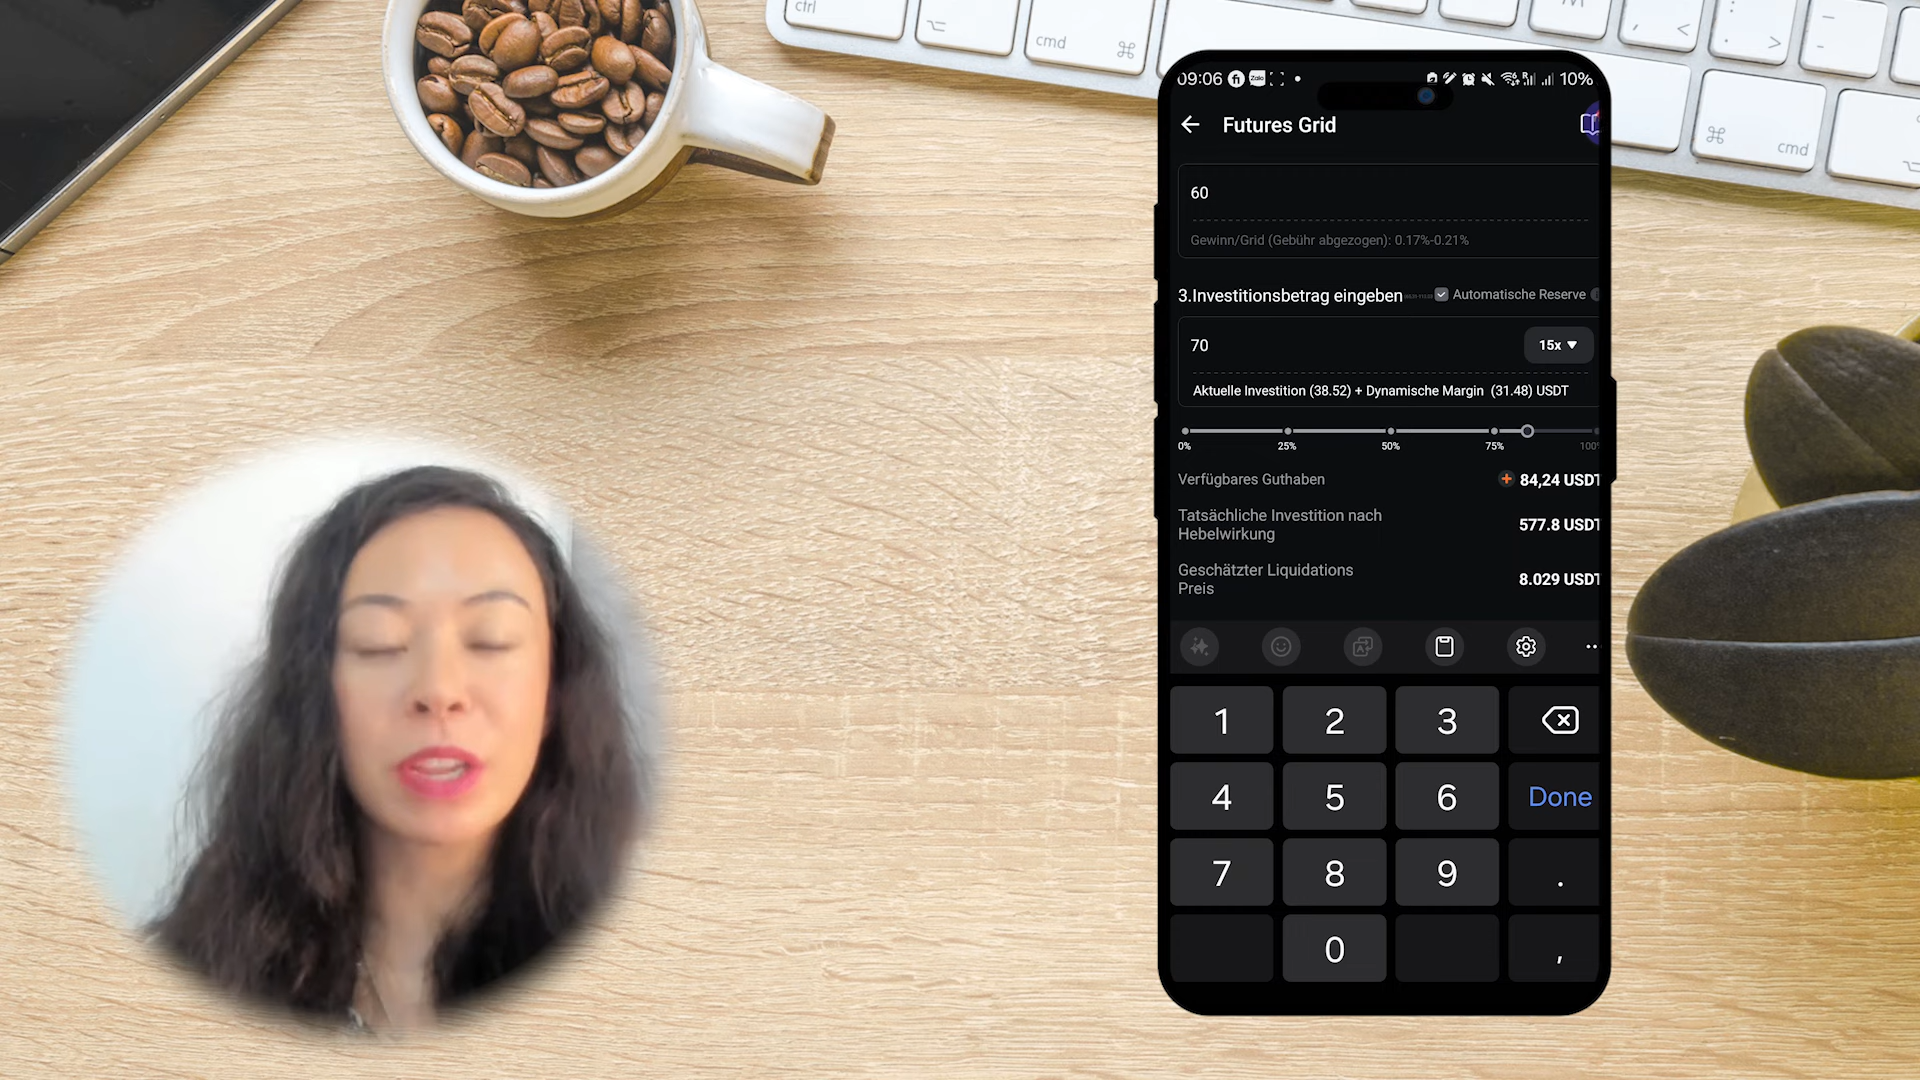 ctrl
cmd
cmd
09:06
10%
Futures Grid
60
Gewinn/Grid (Gebühr abgezogen): 0.17%-0.21%
3.Investitionsbetrag eingeben
Automatische Reserve
70
15x
Aktuelle Investition (38.52) + Dynamische Margin (31.48) USDT
0%
25%
50%
75%
Verfügbares Guthaben
84,24 USDT
Tatsächliche Investition nach
Hebelwirkung
577.8 USDT
Geschätzter Liquidations
Preis
8.029 USDT
1 2 3
4 5 6 Done
7 8 9 .
0 ,